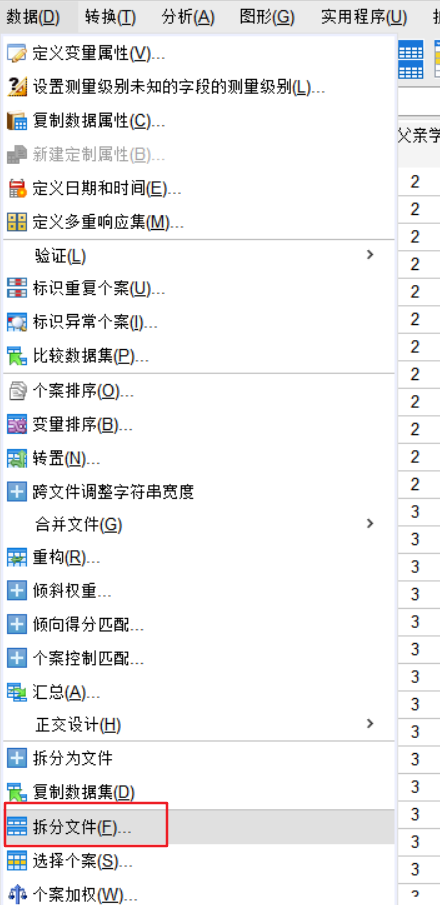 数据(D) 转换(T) 分析(A) 图形(G) 实用程序(U)
定义变量属性(V)...
设置测量级别未知的字段的测量级别(L)...
复制数据属性(C)...
父亲学
新建定制属性(B)...
2
定义日期和时间(E)...
2
定义多重响应集(M)...
2
验证(L)
2
标识重复个案(U)...
2
标识异常个案(I)...
2
比较数据集(P)...
2
2
个案排序(O)...
2
变量排序(B)...
2
转置(N)...
2
跨文件调整字符串宽度
2
合并文件(G)
3
3
重构(R)...
3
倾斜权重...
3
倾向得分匹配...
3
个案控制匹配...
3
汇总(A)...
3
3
正交设计(H)
3
拆分为文件
3
复制数据集(D)
3
拆分文件(F)...
3
3
选择个案(S)...
3
个案加权(W)...